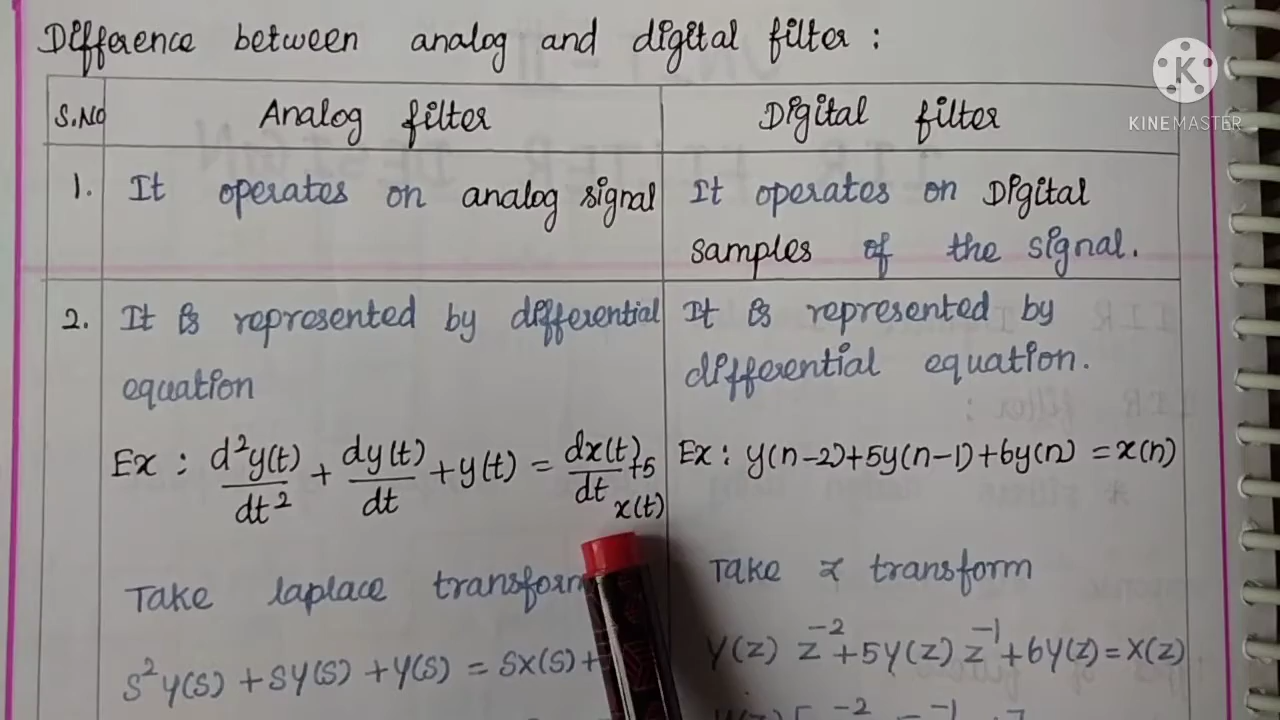 Difference between analog and digital filter :
KINEMASTER
S.No Analog filter Digital filter
1. It operates on analog signal It operates on Digital
samples of the signal.
2. It is represented by differential It is represented by
equation differential equation.
Ex : d²y(t)/dt² + dy(t)/dt + y(t) = dx(t)/dt +5 x(t) Ex : y(n-2)+5y(n-1)+6y(n) = x(n)
Take laplace transform Take z transform
s²y(s) + sy(s) + y(s) = sx(s) + Y(z) z⁻² + 5Y(z) z⁻¹ + 6Y(z) = X(z)